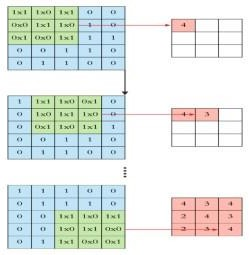 1x1 1x0 1x1 0 0
0x0 1x1 1x0 1 0 4
0x1 0x0 1x1 1 1
0 0 1 1 0
0 1 1 0 0
1 1x1 1x0 0x1 0
0 1x0 1x1 1x0 0 4 3
0 0x1 1x0 1x1 1
0 0 1 1 0
0 1 1 0 0
1 1 1 0 0 4 3 4
0 1 1 1 0 2 4 3
0 0 1x1 1x0 1x1 2 3 4
0 0 1x0 1x1 0x0
0 1 1x1 0x0 0x1